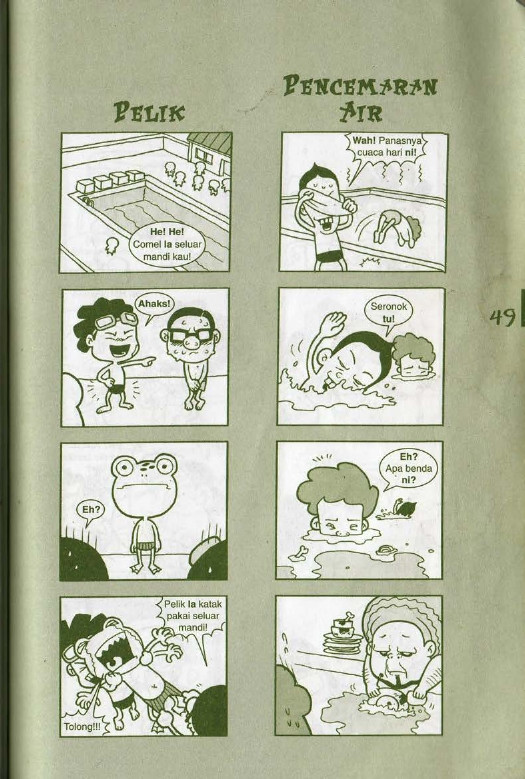 PELIK
He! He!
Comel la seluar
mandi kau!
Ahaks!
Eh?
Pelik la katak
pakai seluar
mandi!
Tolong!!!
PENCEMARAN
AIR
Wah! Panasnya
cuaca hari ni!
Seronok
tu!
Eh?
Apa benda
ni?
49